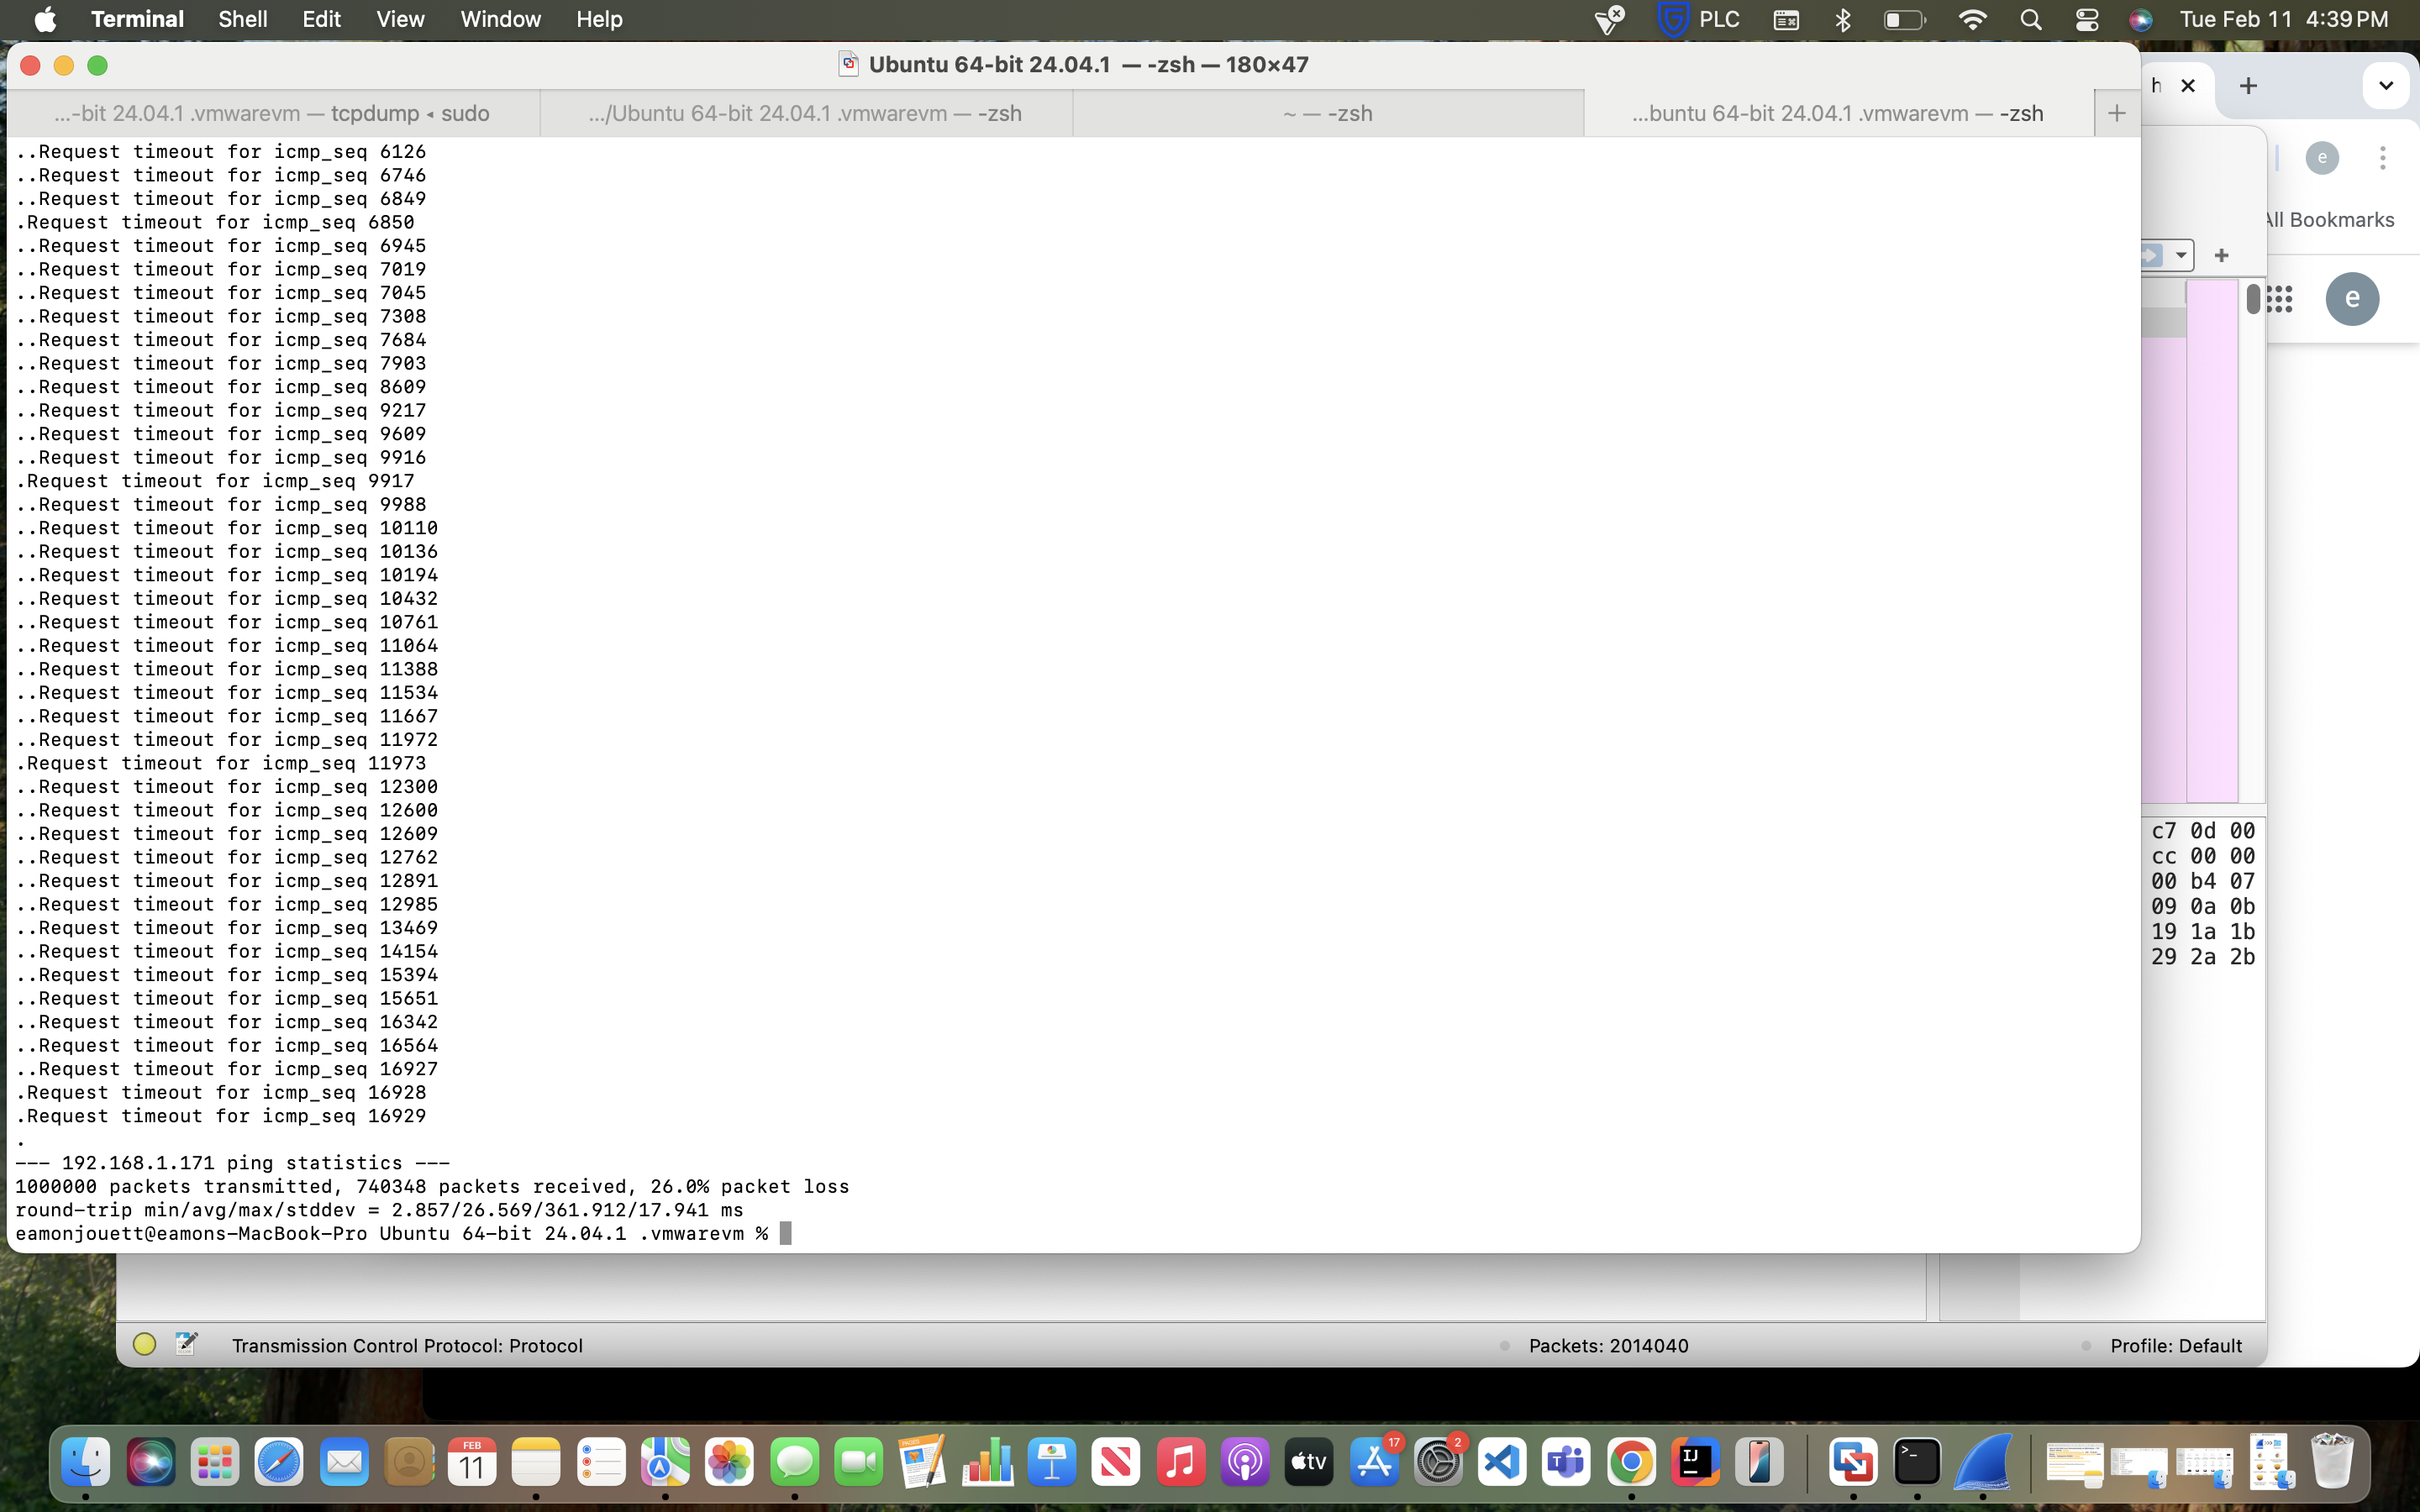 Terminal Shell Edit View Window Help PLC Tue Feb 11 4:39 PM
Ubuntu 64-bit 24.04.1 — -zsh — 180×47
...-bit 24.04.1 .vmwarevm — tcpdump ◂ sudo
.../Ubuntu 64-bit 24.04.1 .vmwarevm — -zsh
~ — -zsh
...buntu 64-bit 24.04.1 .vmwarevm — -zsh
h
e
All Bookmarks
e
..Request timeout for icmp_seq 6126
..Request timeout for icmp_seq 6746
..Request timeout for icmp_seq 6849
.Request timeout for icmp_seq 6850
..Request timeout for icmp_seq 6945
..Request timeout for icmp_seq 7019
..Request timeout for icmp_seq 7045
..Request timeout for icmp_seq 7308
..Request timeout for icmp_seq 7684
..Request timeout for icmp_seq 7903
..Request timeout for icmp_seq 8609
..Request timeout for icmp_seq 9217
..Request timeout for icmp_seq 9609
..Request timeout for icmp_seq 9916
.Request timeout for icmp_seq 9917
..Request timeout for icmp_seq 9988
..Request timeout for icmp_seq 10110
..Request timeout for icmp_seq 10136
..Request timeout for icmp_seq 10194
..Request timeout for icmp_seq 10432
..Request timeout for icmp_seq 10761
..Request timeout for icmp_seq 11064
..Request timeout for icmp_seq 11388
..Request timeout for icmp_seq 11534
..Request timeout for icmp_seq 11667
..Request timeout for icmp_seq 11972
.Request timeout for icmp_seq 11973
..Request timeout for icmp_seq 12300
..Request timeout for icmp_seq 12600
..Request timeout for icmp_seq 12609
..Request timeout for icmp_seq 12762
..Request timeout for icmp_seq 12891
..Request timeout for icmp_seq 12985
..Request timeout for icmp_seq 13469
..Request timeout for icmp_seq 14154
..Request timeout for icmp_seq 15394
..Request timeout for icmp_seq 15651
..Request timeout for icmp_seq 16342
..Request timeout for icmp_seq 16564
..Request timeout for icmp_seq 16927
.Request timeout for icmp_seq 16928
.Request timeout for icmp_seq 16929
.
--- 192.168.1.171 ping statistics ---
1000000 packets transmitted, 740348 packets received, 26.0% packet loss
round-trip min/avg/max/stddev = 2.857/26.569/361.912/17.941 ms
eamonjouett@eamons-MacBook-Pro Ubuntu 64-bit 24.04.1 .vmwarevm %
c7 0d 00
cc 00 00
00 b4 07
09 0a 0b
19 1a 1b
29 2a 2b
Transmission Control Protocol: Protocol
Packets: 2014040
Profile: Default
FEB
11
PAGES
tv
17
2
IJ
>_